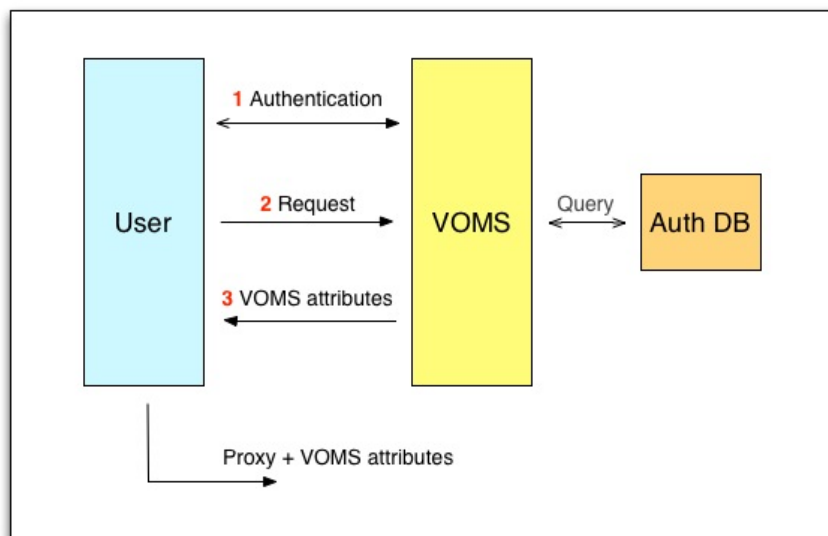 1 Authentication
User
2 Request
VOMS
Query
Auth DB
3 VOMS attributes
Proxy + VOMS attributes